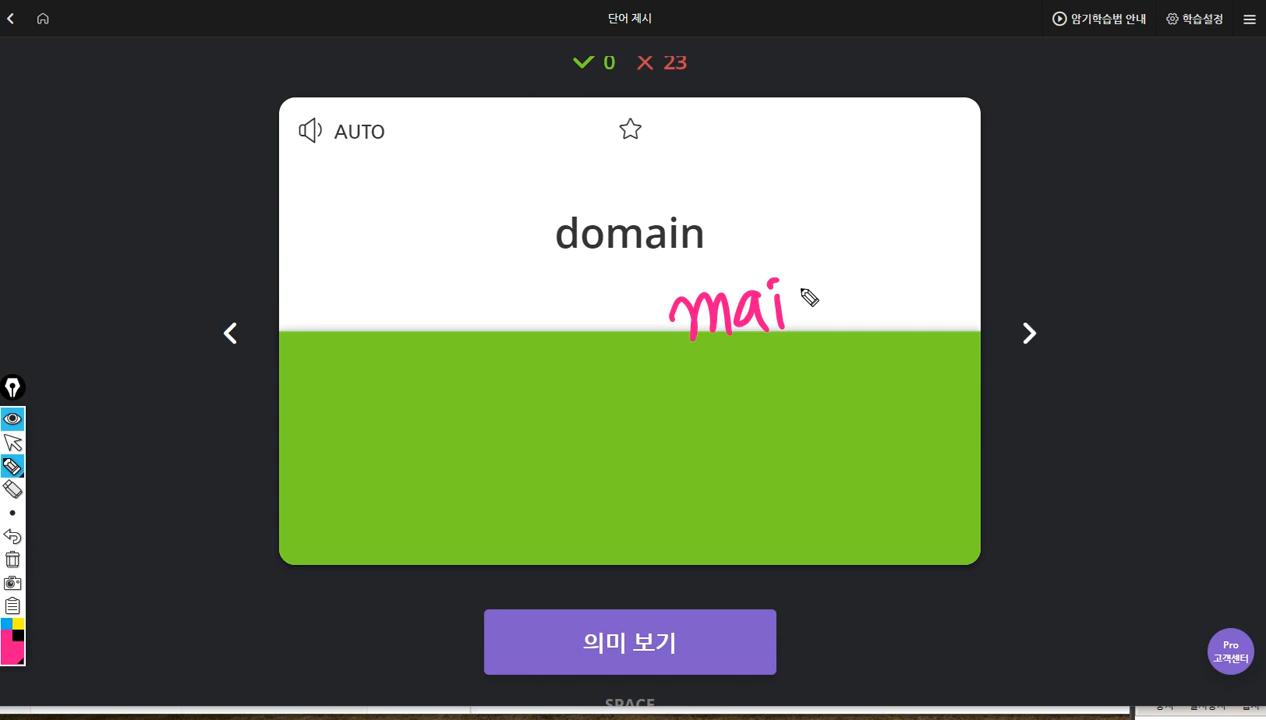 단어 제시
암기학습법 안내
학습설정
0
23
AUTO
domain
mai
의미 보기
SPACE
Pro
고객센터